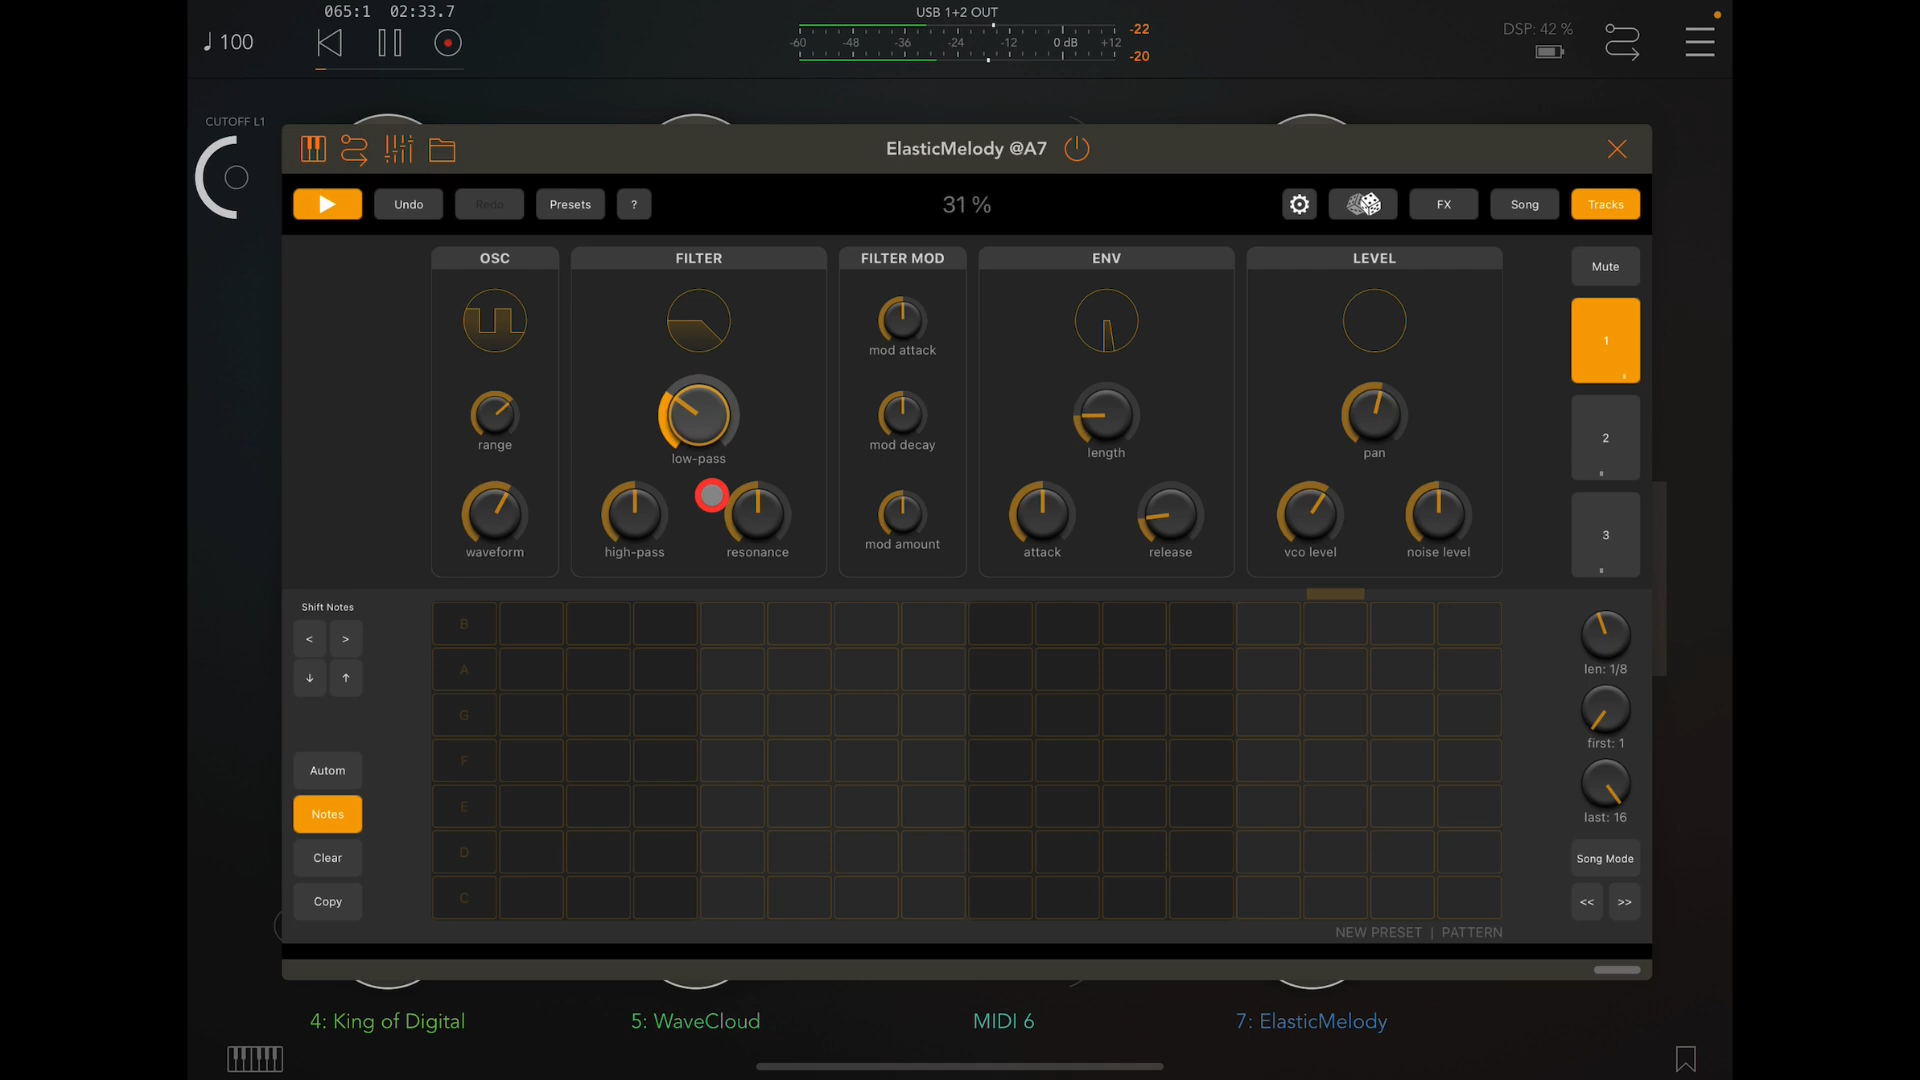 065:1 02:33.7
USB 1+2 OUT
♩ 100
-60 -48 -36 -24 -12 0 dB +12
-22
-20
DSP: 42 %
CUTOFF L1
ElasticMelody @A7
Undo
Redo
Presets
?
31 %
FX
Song
Tracks
OSC
FILTER
FILTER MOD
ENV
LEVEL
Mute
mod attack
1
range
low-pass
mod decay
length
pan
2
waveform
high-pass
resonance
mod amount
attack
release
vco level
noise level
3
Shift Notes
< >
↓ ↑
B
A
G
F
E
D
C
len: 1/8
first: 1
last: 16
Autom
Notes
Clear
Copy
Song Mode
<< >>
NEW PRESET | PATTERN
4: King of Digital
5: WaveCloud
MIDI 6
7: ElasticMelody